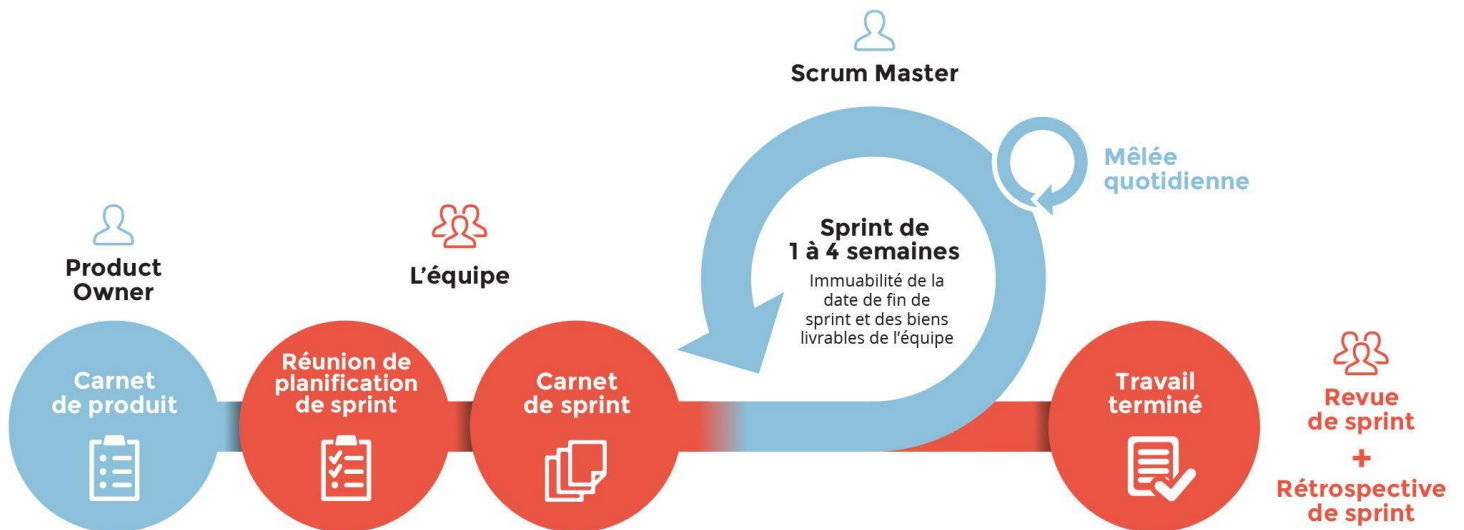 Scrum Master
Mêlée
quotidienne
Product
Owner
L'équipe
Sprint de
1 à 4 semaines
Immuabilité de la
date de fin de
sprint et des biens
livrables de l'équipe
Carnet
de produit
Réunion de
planification
de sprint
Carnet
de sprint
Travail
terminé
Revue
de sprint
+
Rétrospective
de sprint